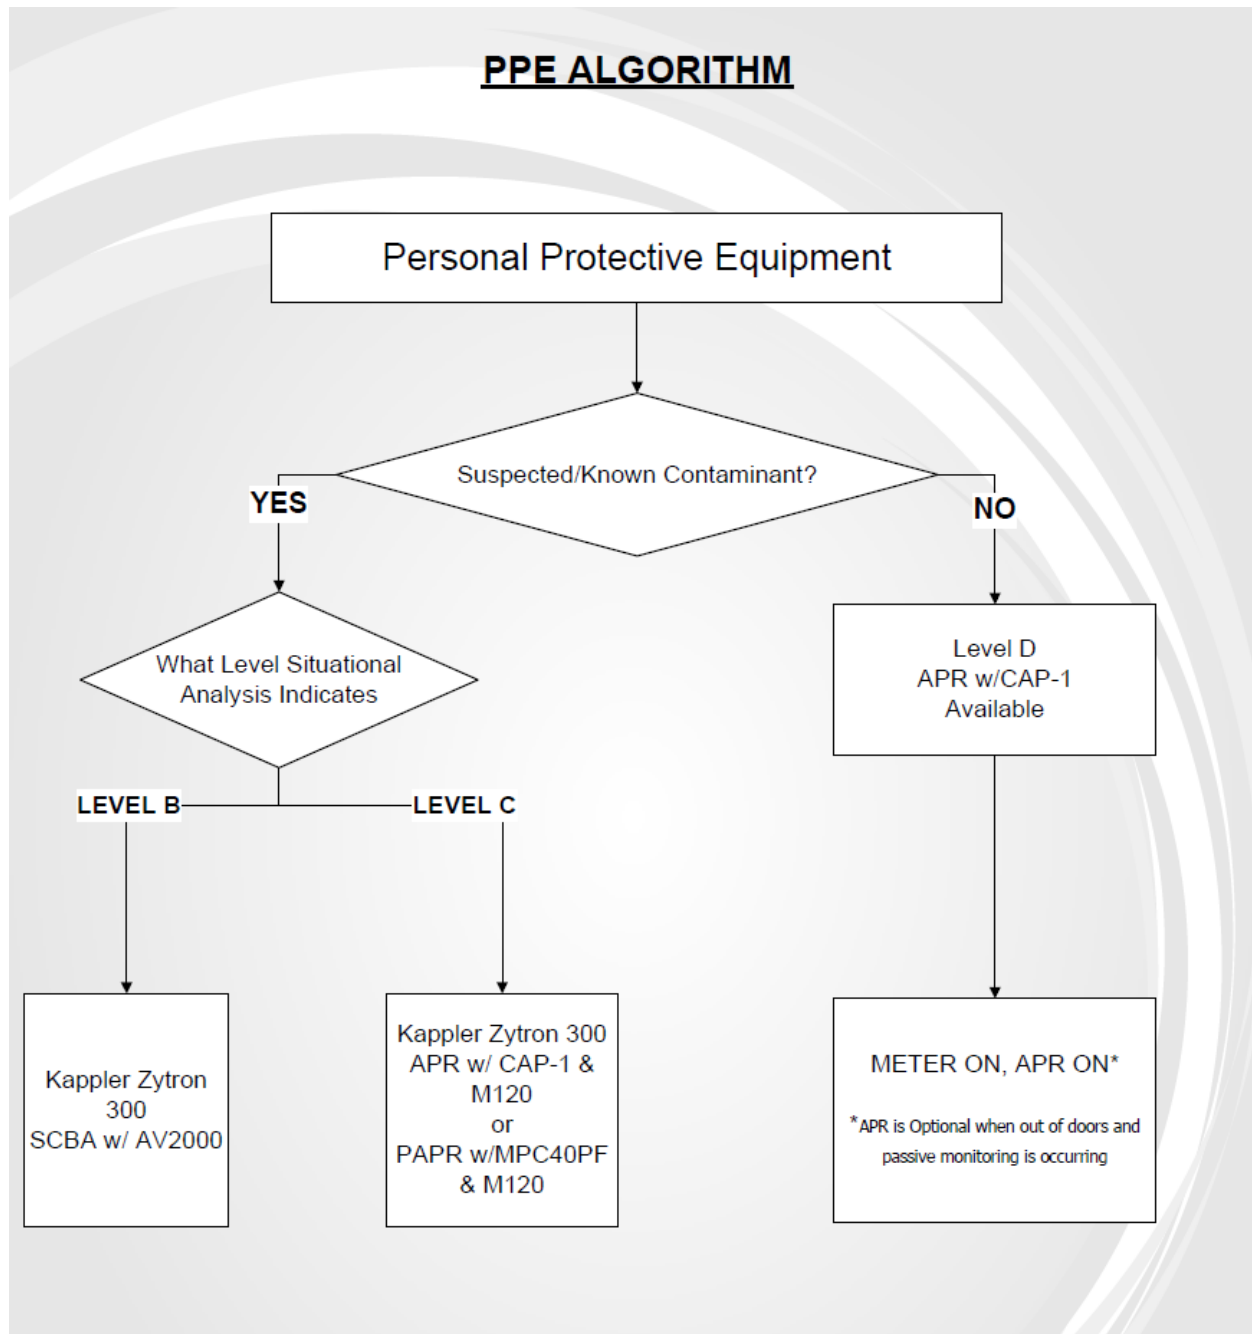 PPE ALGORITHM
Personal Protective Equipment
Suspected/Known Contaminant?
YES
NO
What Level Situational
Analysis Indicates
Level D
APR w/CAP-1
Available
LEVEL B
LEVEL C
Kappler Zytron
300
SCBA w/ AV2000
Kappler Zytron 300
APR w/ CAP-1 &
M120
or
PAPR w/MPC40PF
& M120
METER ON, APR ON*
*APR is Optional when out of doors and
passive monitoring is occurring